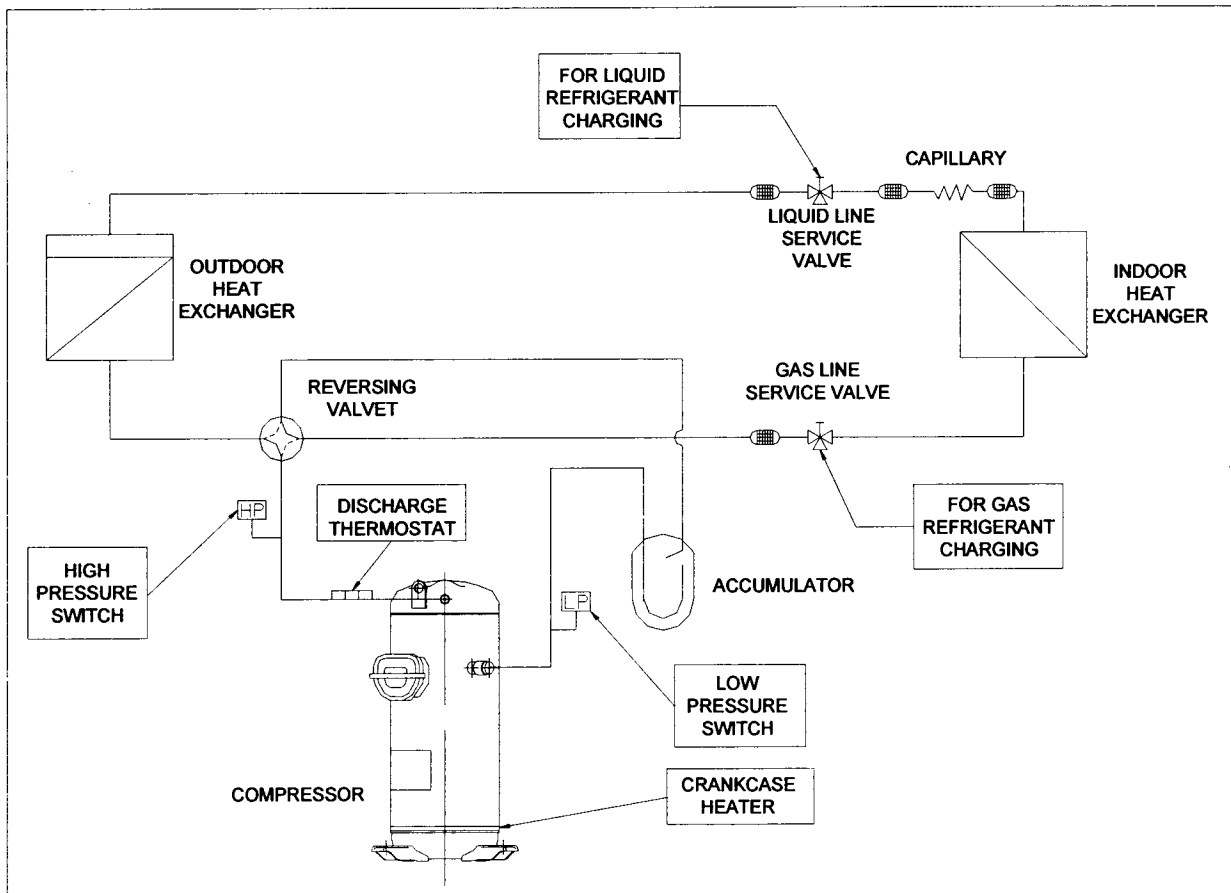 FOR LIQUID
REFRIGERANT
CHARGING
CAPILLARY
LIQUID LINE
SERVICE
VALVE
OUTDOOR
HEAT
EXCHANGER
INDOOR
HEAT
EXCHANGER
REVERSING
VALVET
GAS LINE
SERVICE VALVE
HP
DISCHARGE
THERMOSTAT
FOR GAS
REFRIGERANT
CHARGING
HIGH
PRESSURE
SWITCH
ACCUMULATOR
LP
LOW
PRESSURE
SWITCH
COMPRESSOR
CRANKCASE
HEATER